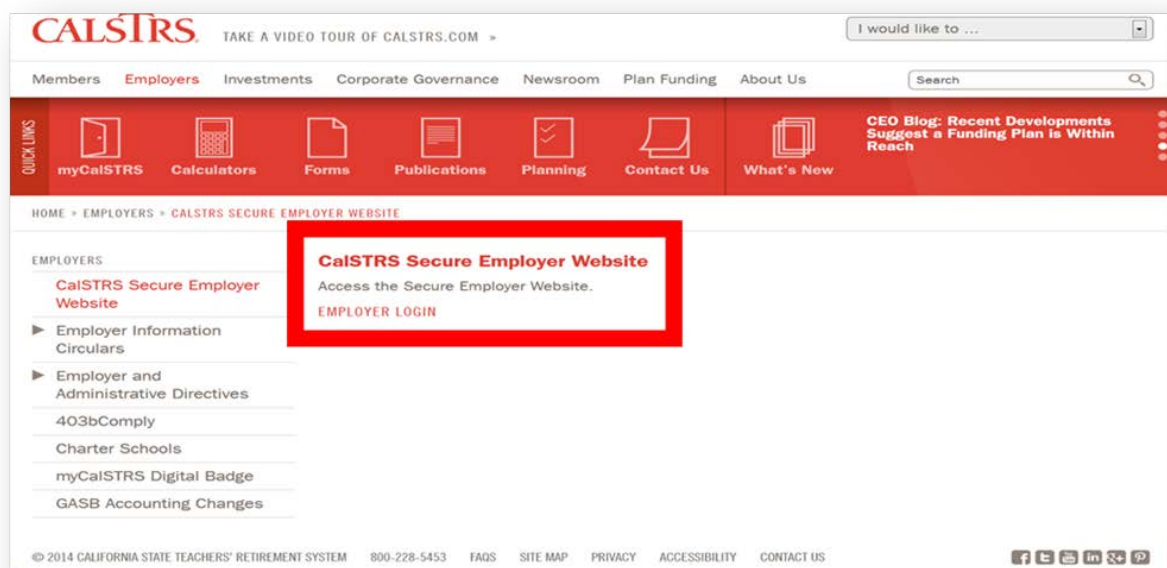 CALSTRS. TAKE A VIDEO TOUR OF CALSTRS.COM »
I would like to ...
Members Employers Investments Corporate Governance Newsroom Plan Funding About Us
Search
QUICK LINKS
myCalSTRS Calculators Forms Publications Planning Contact Us What's New
CEO Blog: Recent Developments
Suggest a Funding Plan is Within
Reach
HOME » EMPLOYERS » CALSTRS SECURE EMPLOYER WEBSITE
EMPLOYERS
CalSTRS Secure Employer
Website
Employer Information
Circulars
Employer and
Administrative Directives
403bComply
Charter Schools
myCalSTRS Digital Badge
GASB Accounting Changes
CalSTRS Secure Employer Website
Access the Secure Employer Website.
EMPLOYER LOGIN
© 2014 CALIFORNIA STATE TEACHERS' RETIREMENT SYSTEM 800-228-5453 FAQS SITE MAP PRIVACY ACCESSIBILITY CONTACT US